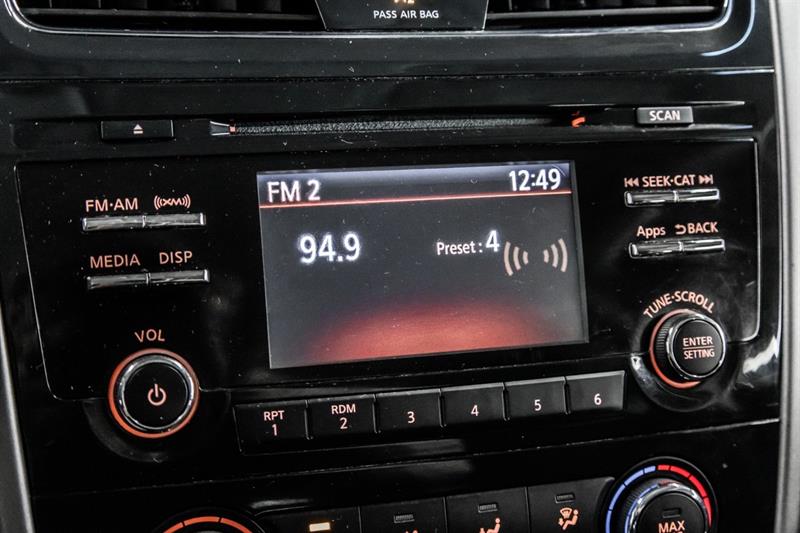 PASS AIR BAG
SCAN
FM·AM (XM)
SEEK·CAT
MEDIA DISP
Apps BACK
FM 2 12:49
94.9 Preset : 4
VOL
TUNE·SCROLL
ENTER
SETTING
RPT
1
RDM
2
3
4
5
6
MAX